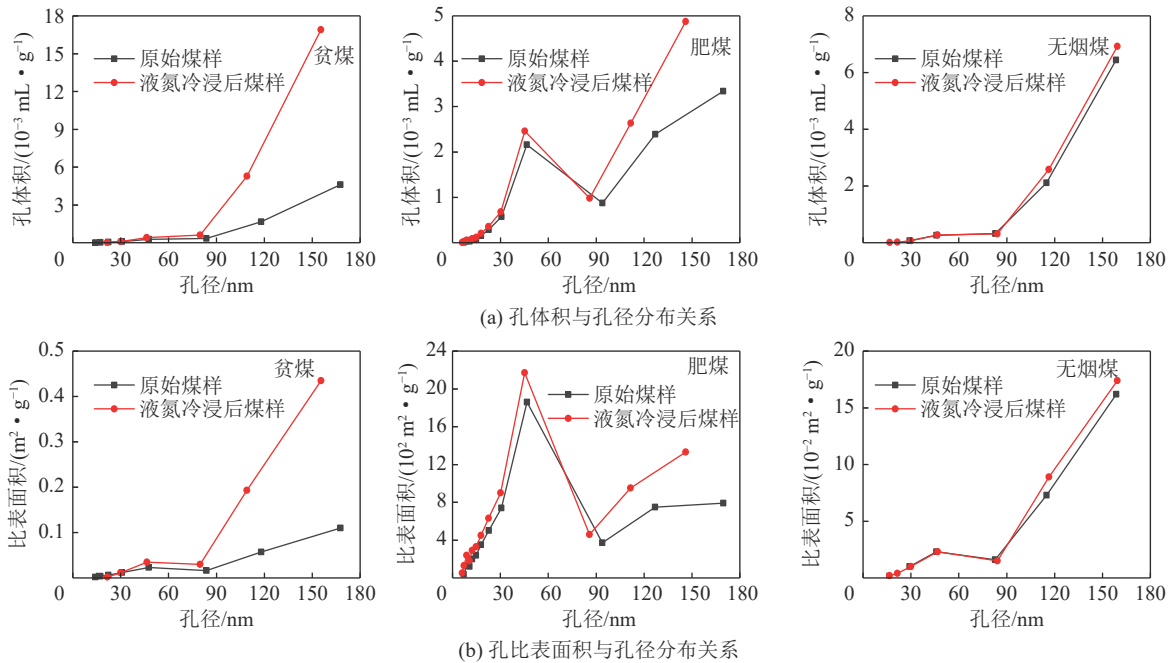 18
15
12
9
6
3
孔体积/(10⁻³ mL·g⁻¹)
原始煤样
液氮冷浸后煤样
贫煤
0 30 60 90 120 150 180
孔径/nm
5
4
3
2
1
孔体积/(10⁻³ mL·g⁻¹)
原始煤样
液氮冷浸后煤样
肥煤
0 30 60 90 120 150 180
孔径/nm
8
6
4
2
孔体积/(10⁻³ mL·g⁻¹)
原始煤样
液氮冷浸后煤样
无烟煤
0 30 60 90 120 150 180
孔径/nm
(a) 孔体积与孔径分布关系
0.5
0.4
0.3
0.2
0.1
比表面积/(m²·g⁻¹)
原始煤样
液氮冷浸后煤样
贫煤
0 30 60 90 120 150 180
孔径/nm
24
20
16
12
8
4
比表面积/(10² m²·g⁻¹)
原始煤样
液氮冷浸后煤样
肥煤
0 30 60 90 120 150 180
孔径/nm
20
15
10
5
比表面积/(10⁻² m²·g⁻¹)
原始煤样
液氮冷浸后煤样
无烟煤
0 30 60 90 120 150 180
孔径/nm
(b) 孔比表面积与孔径分布关系